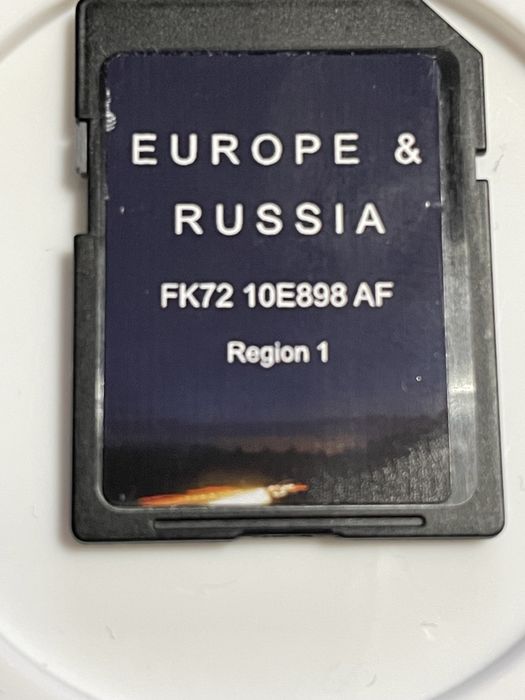 EUROPE &
RUSSIA
FK72 10E898 AF
Region 1